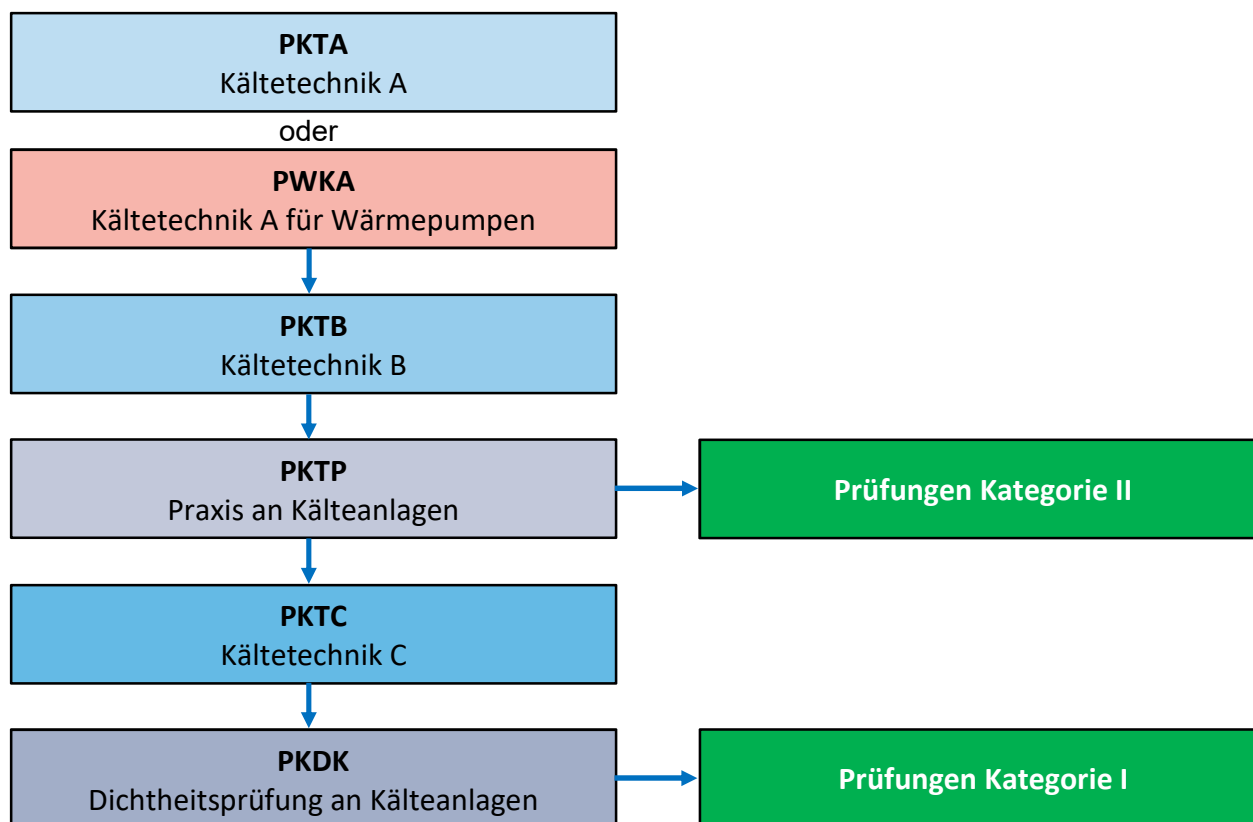 PKTA
Kältetechnik A
oder
PWKA
Kältetechnik A für Wärmepumpen
PKTB
Kältetechnik B
PKTP
Praxis an Kälteanlagen
Prüfungen Kategorie II
PKTC
Kältetechnik C
PKDK
Dichtheitsprüfung an Kälteanlagen
Prüfungen Kategorie I